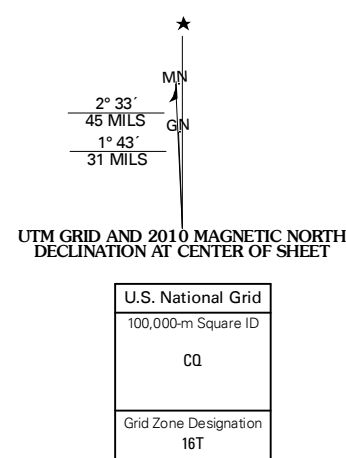 ★
MN
2° 33´
45 MILS
GN
1° 43´
31 MILS
UTM GRID AND 2010 MAGNETIC NORTH
DECLINATION AT CENTER OF SHEET
U.S. National Grid
100,000-m Square ID
CQ
Grid Zone Designation
16T